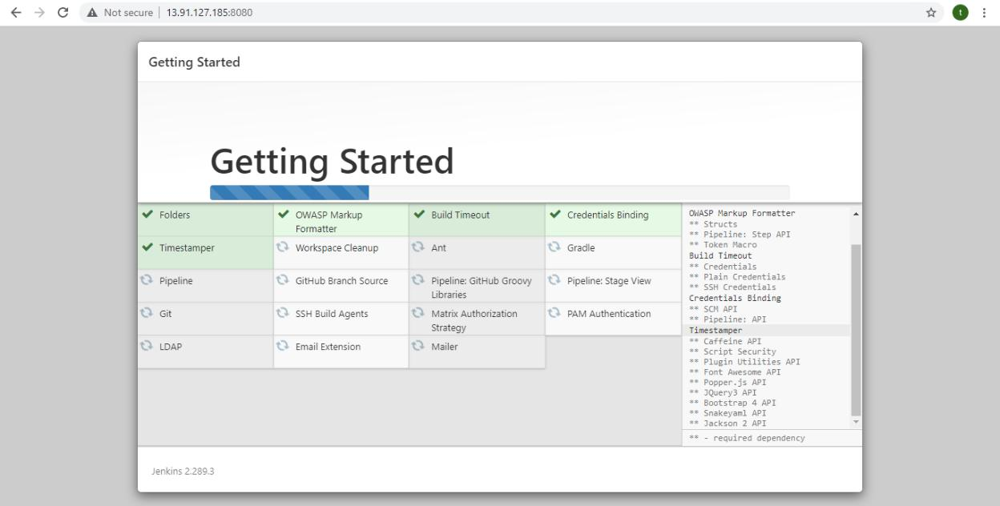 Not secure | 13.91.127.185:8080
t
Getting Started
Getting Started
Folders
OWASP Markup
Formatter
Build Timeout
Credentials Binding
Timestamper
Workspace Cleanup
Ant
Gradle
Pipeline
GitHub Branch Source
Pipeline: GitHub Groovy
Libraries
Pipeline: Stage View
Git
SSH Build Agents
Matrix Authorization
Strategy
PAM Authentication
LDAP
Email Extension
Mailer
OWASP Markup Formatter
** Structs
** Pipeline: Step API
** Token Macro
Build Timeout
** Credentials
** Plain Credentials
** SSH Credentials
Credentials Binding
** SCM API
** Pipeline: API
Timestamper
** Caffeine API
** Script Security
** Plugin Utilities API
** Font Awesome API
** Popper.js API
** JQuery3 API
** Bootstrap 4 API
** Snakeyaml API
** Jackson 2 API
** - required dependency
Jenkins 2.289.3